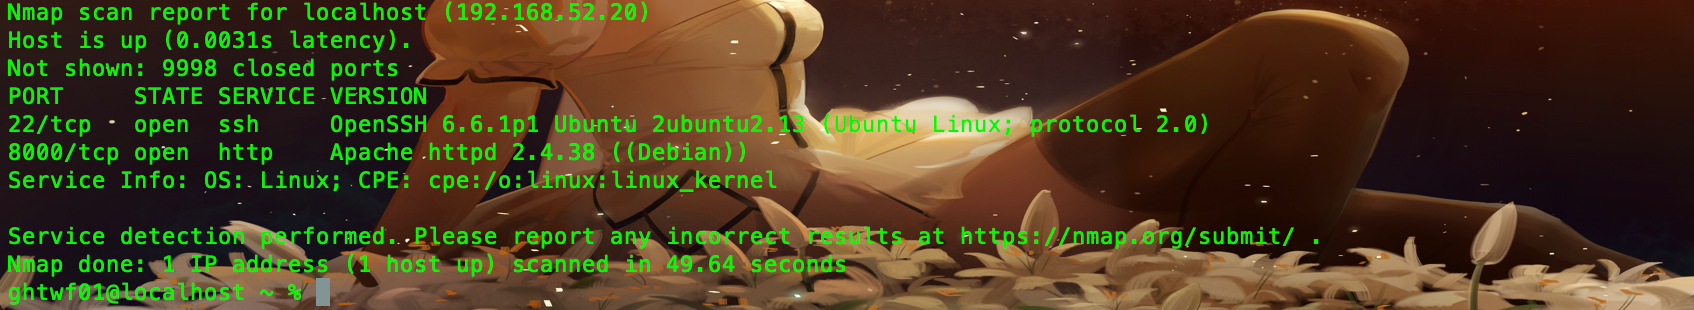 Nmap scan report for localhost (192.168.52.20)
Host is up (0.0031s latency).
Not shown: 9998 closed ports
PORT     STATE SERVICE VERSION
22/tcp   open  ssh     OpenSSH 6.6.1p1 Ubuntu 2ubuntu2.13 (Ubuntu Linux; protocol 2.0)
8000/tcp open  http    Apache httpd 2.4.38 ((Debian))
Service Info: OS: Linux; CPE: cpe:/o:linux:linux_kernel
Service detection performed. Please report any incorrect results at https://nmap.org/submit/ .
Nmap done: 1 IP address (1 host up) scanned in 49.64 seconds
ghtwf01@localhost ~ %